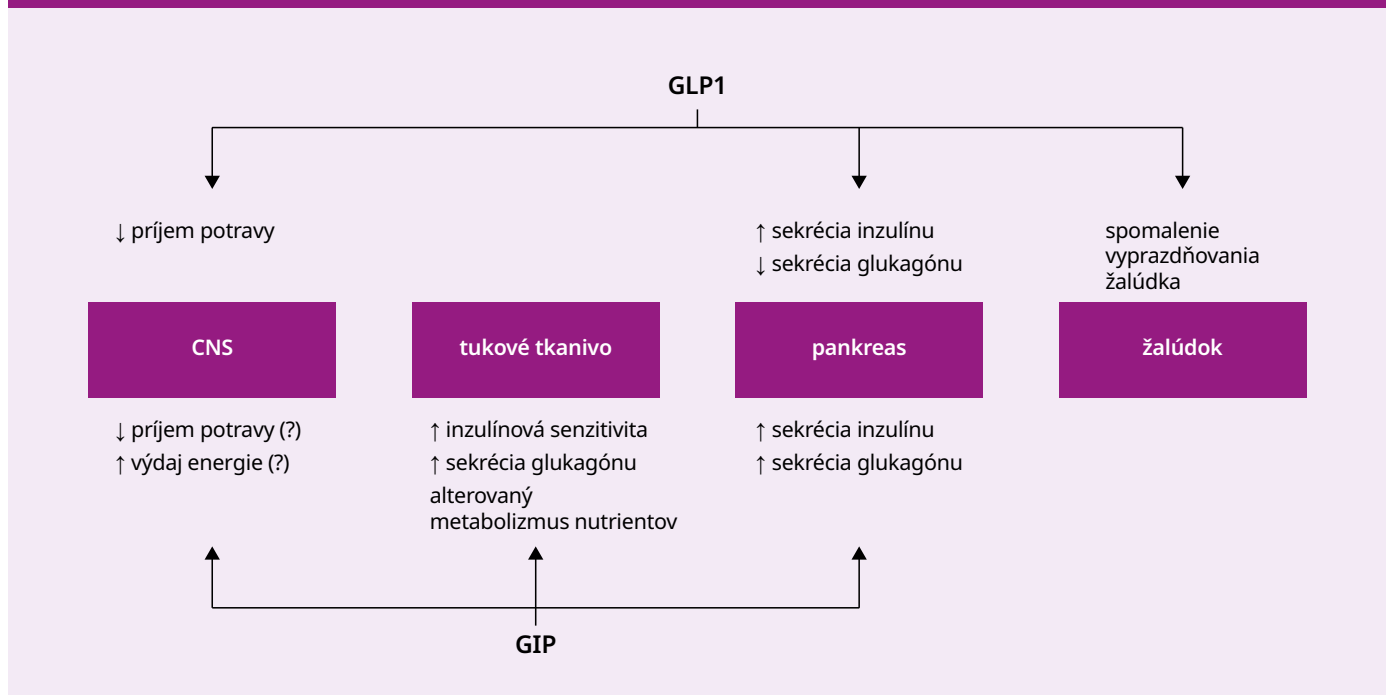 GLP1
↓ príjem potravy
↑ sekrécia inzulínu
↓ sekrécia glukagónu
spomalenie
vyprazdňovania
žalúdka
CNS
tukové tkanivo
pankreas
žalúdok
↓ príjem potravy (?)
↑ výdaj energie (?)
↑ inzulínová senzitivita
↑ sekrécia glukagónu
alterovaný
metabolizmus nutrientov
↑ sekrécia inzulínu
↑ sekrécia glukagónu
GIP